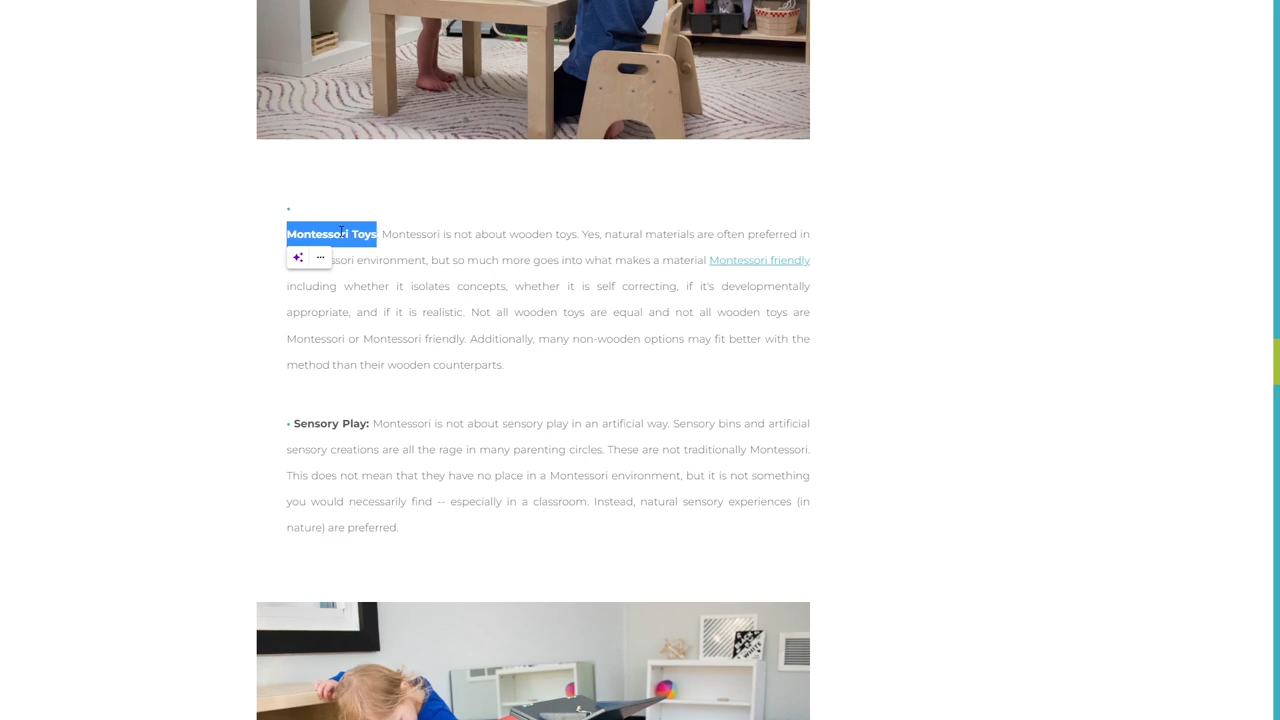 •
Montessori Toys: Montessori is not about wooden toys. Yes, natural materials are often preferred in
ssori environment, but so much more goes into what makes a material Montessori friendly
including whether it isolates concepts, whether it is self correcting, if it's developmentally
appropriate, and if it is realistic. Not all wooden toys are equal and not all wooden toys are
Montessori or Montessori friendly. Additionally, many non-wooden options may fit better with the
method than their wooden counterparts.
• Sensory Play: Montessori is not about sensory play in an artificial way. Sensory bins and artificial
sensory creations are all the rage in many parenting circles. These are not traditionally Montessori.
This does not mean that they have no place in a Montessori environment, but it is not something
you would necessarily find -- especially in a classroom. Instead, natural sensory experiences (in
nature) are preferred.